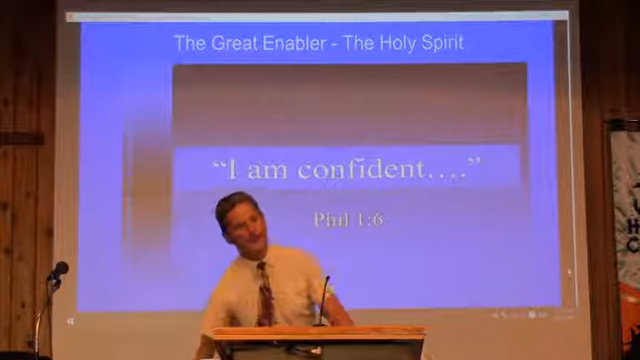 The Great Enabler - The Holy Spirit
“I am confident….”
Phil 1:6